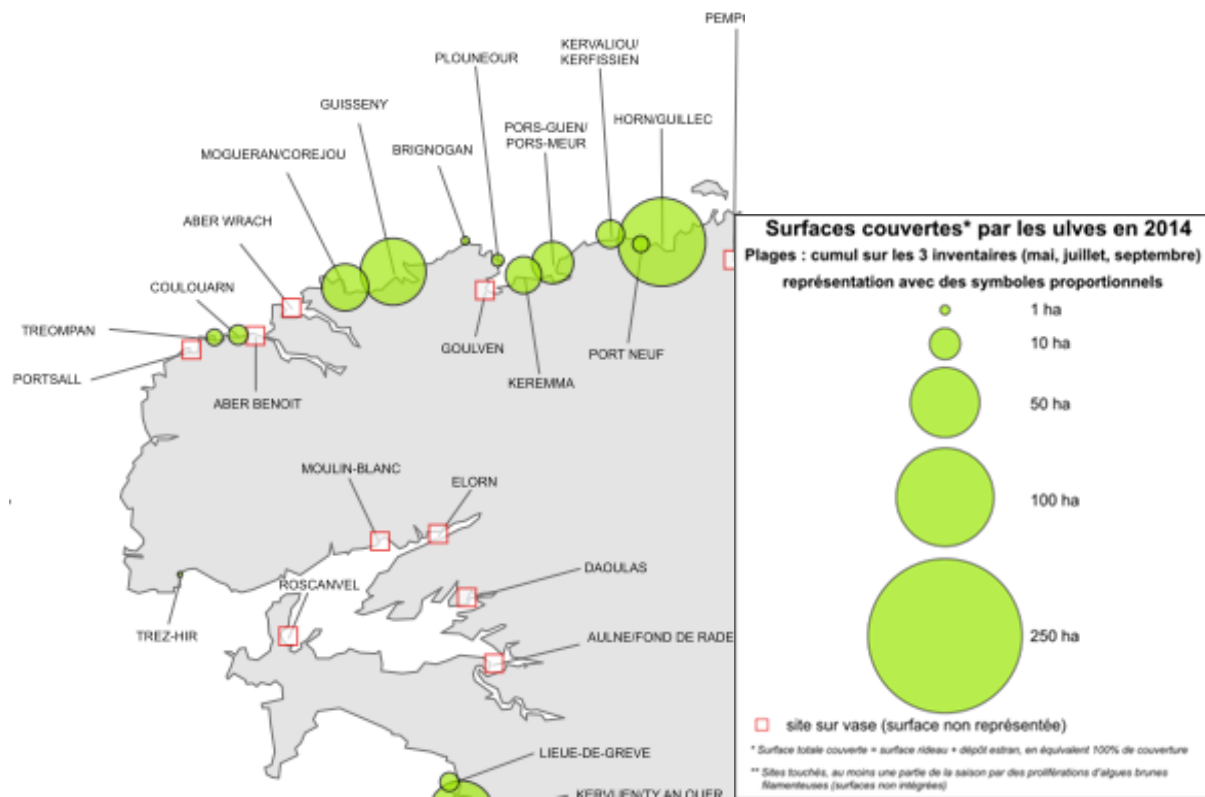 PEMP
KERVALIOU/
KERFISSIEN
PLOUNEOUR
GUISSENY
PORS-GUEN/
PORS-MEUR
HORN/GUILLEC
BRIGNOGAN
MOGUERAN/COREJOU
ABER WRACH
COULOUARN
TREOMPAN
PORTSALL
ABER BENOIT
GOULVEN
PORT NEUF
KEREMMA
MOULIN-BLANC
ELORN
DAOULAS
ROSCANVEL
TREZ-HIR
AULNE/FOND DE RADE
LIEUE-DE-GREVE
KERVIJEN/TY AN QUER
Surfaces couvertes* par les ulves en 2014
Plages : cumul sur les 3 inventaires (mai, juillet, septembre)
représentation avec des symboles proportionnels
1 ha
10 ha
50 ha
100 ha
250 ha
site sur vase (surface non représentée)
* Surface totale couverte = surface rideau + dépôt estran, en équivalent 100% de couverture
** Sites touchés, au moins une partie de la saison par des proliférations d'algues brunes
filamenteuses (surfaces non intégrées)